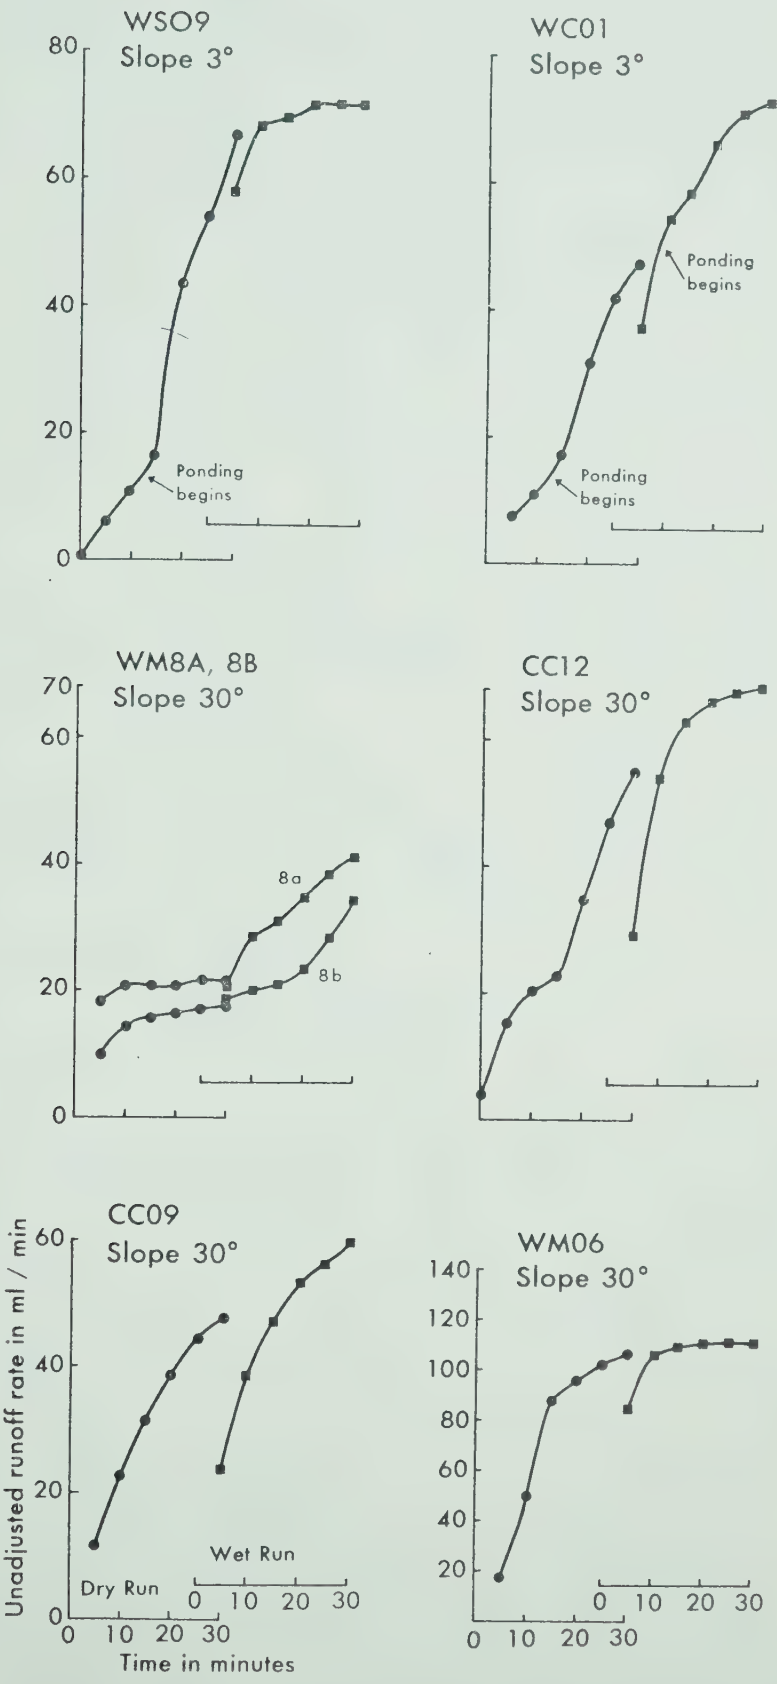 WSO9
Slope 3°
80
60
40
20
0
Ponding
begins
WC01
Slope 3°
Ponding
begins
Ponding
begins
WM8A, 8B
Slope 30°
70
60
40
20
0
8a
8b
CC12
Slope 30°
CC09
Slope 30°
Unadjusted runoff rate in ml / min
60
40
20
0
Wet Run
Dry Run
0 10 20 30
0 10 20 30
Time in minutes
WM06
Slope 30°
140
120
100
80
60
40
20
0 10 20 30
0 10 20 30